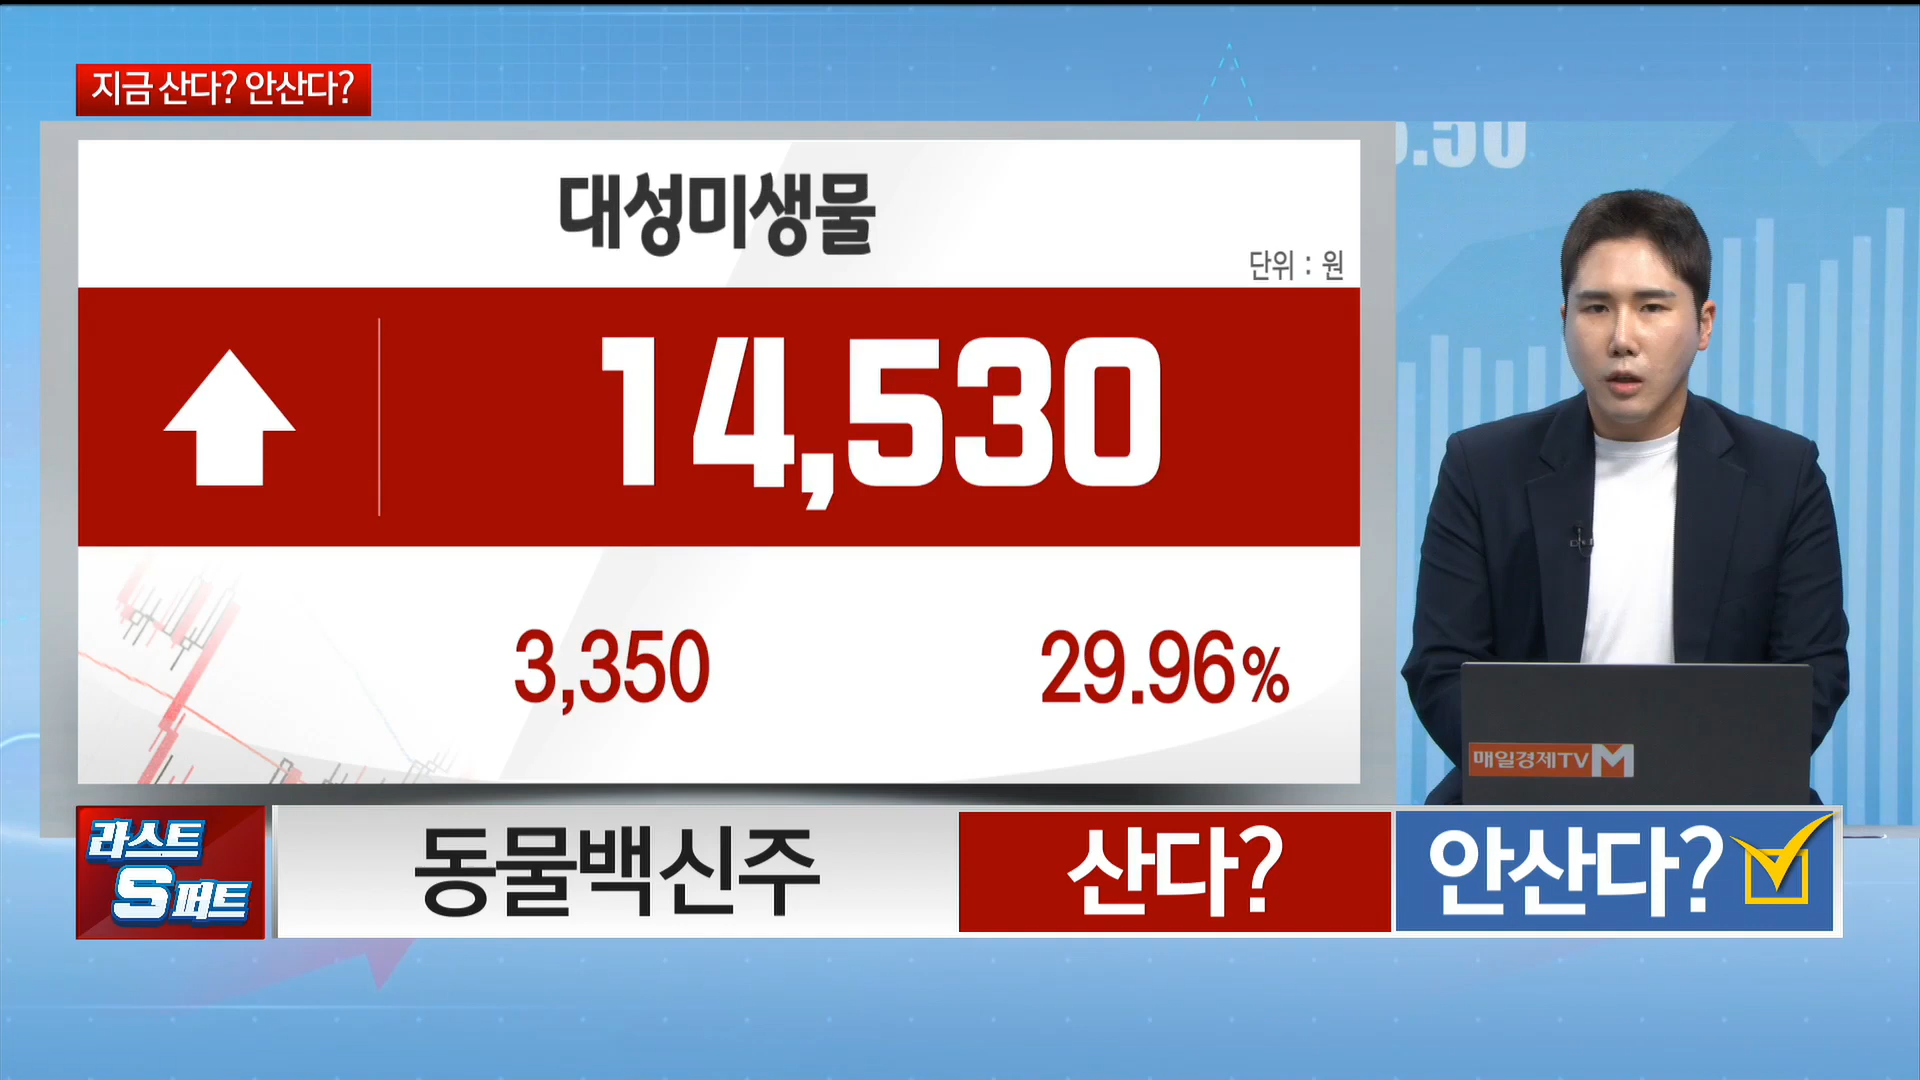 지금 산다? 안산다?
대성미생물
단위 : 원
14,530
3,350 29.96%
.50
매일경제TV M
라스트
S퍼트
동물백신주 산다? 안산다?